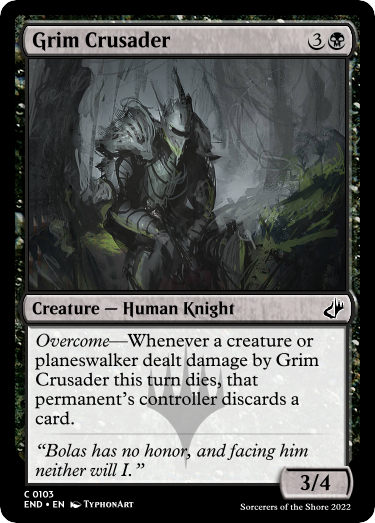 Grim Crusader 3
Creature — Human Knight
Overcome—Whenever a creature or
planeswalker dealt damage by Grim
Crusader this turn dies, that
permanent's controller discards a
card.
“Bolas has no honor, and facing him
neither will I.”
3/4
C 0103
END • EN TyphonArt
Sorcerers of the Shore 2022